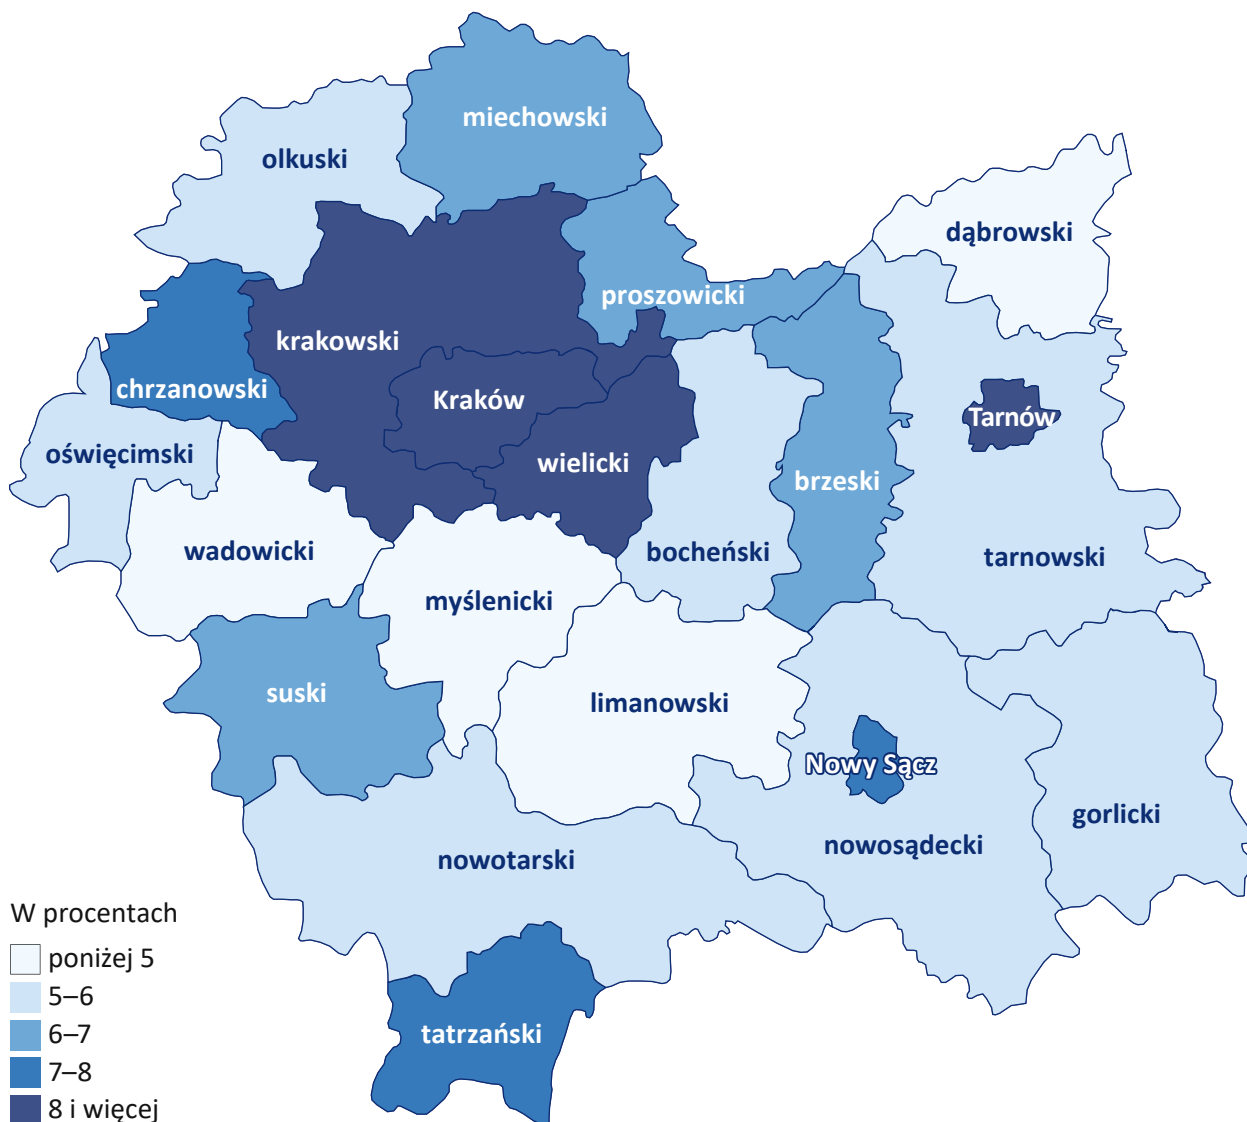 miechowski
olkuski
dąbrowski
proszowicki
krakowski
chrzanowski
Kraków
Tarnów
oświęcimski
wielicki
brzeski
wadowicki
bocheński
tarnowski
myślenicki
suski
limanowski
Nowy Sącz
gorlicki
nowosądecki
nowotarski
tatrzański
W procentach
poniżej 5
5–6
6–7
7–8
8 i więcej